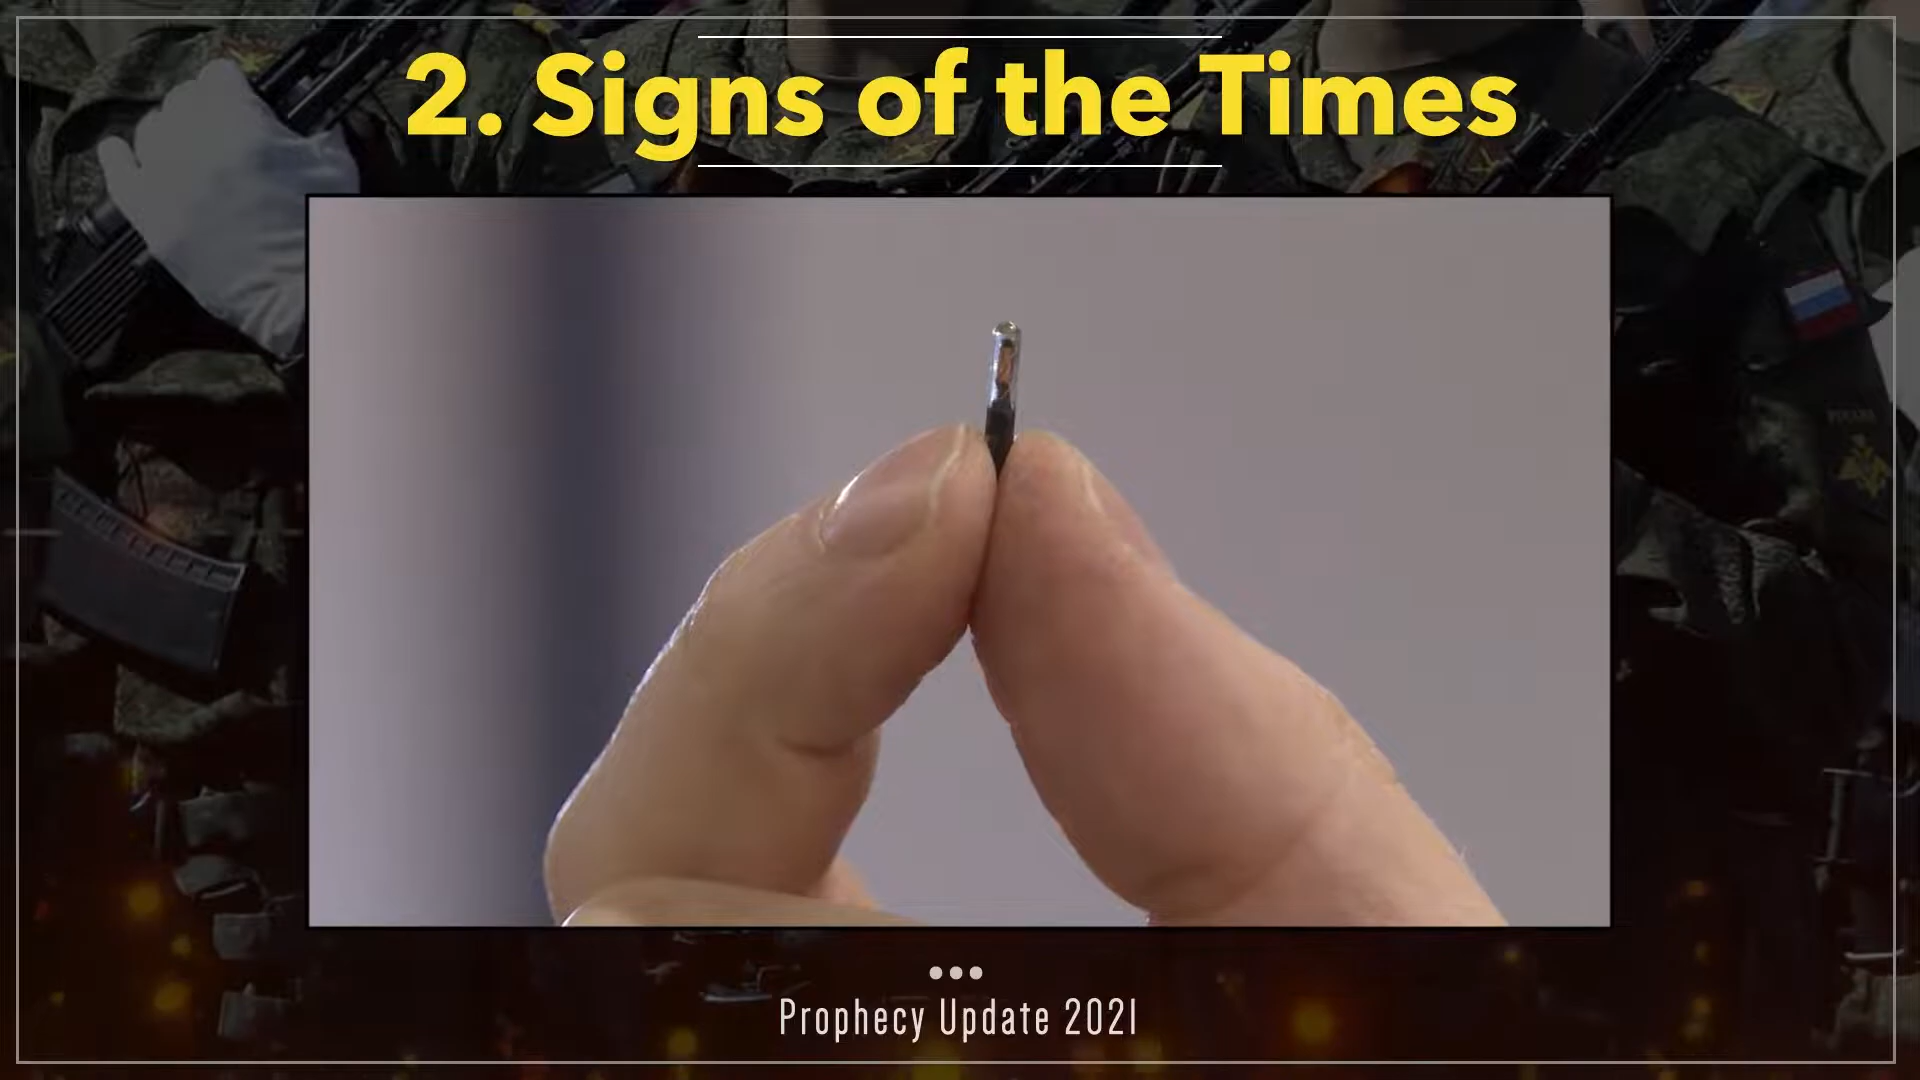 2. Signs of the Times
Prophecy Update 2021